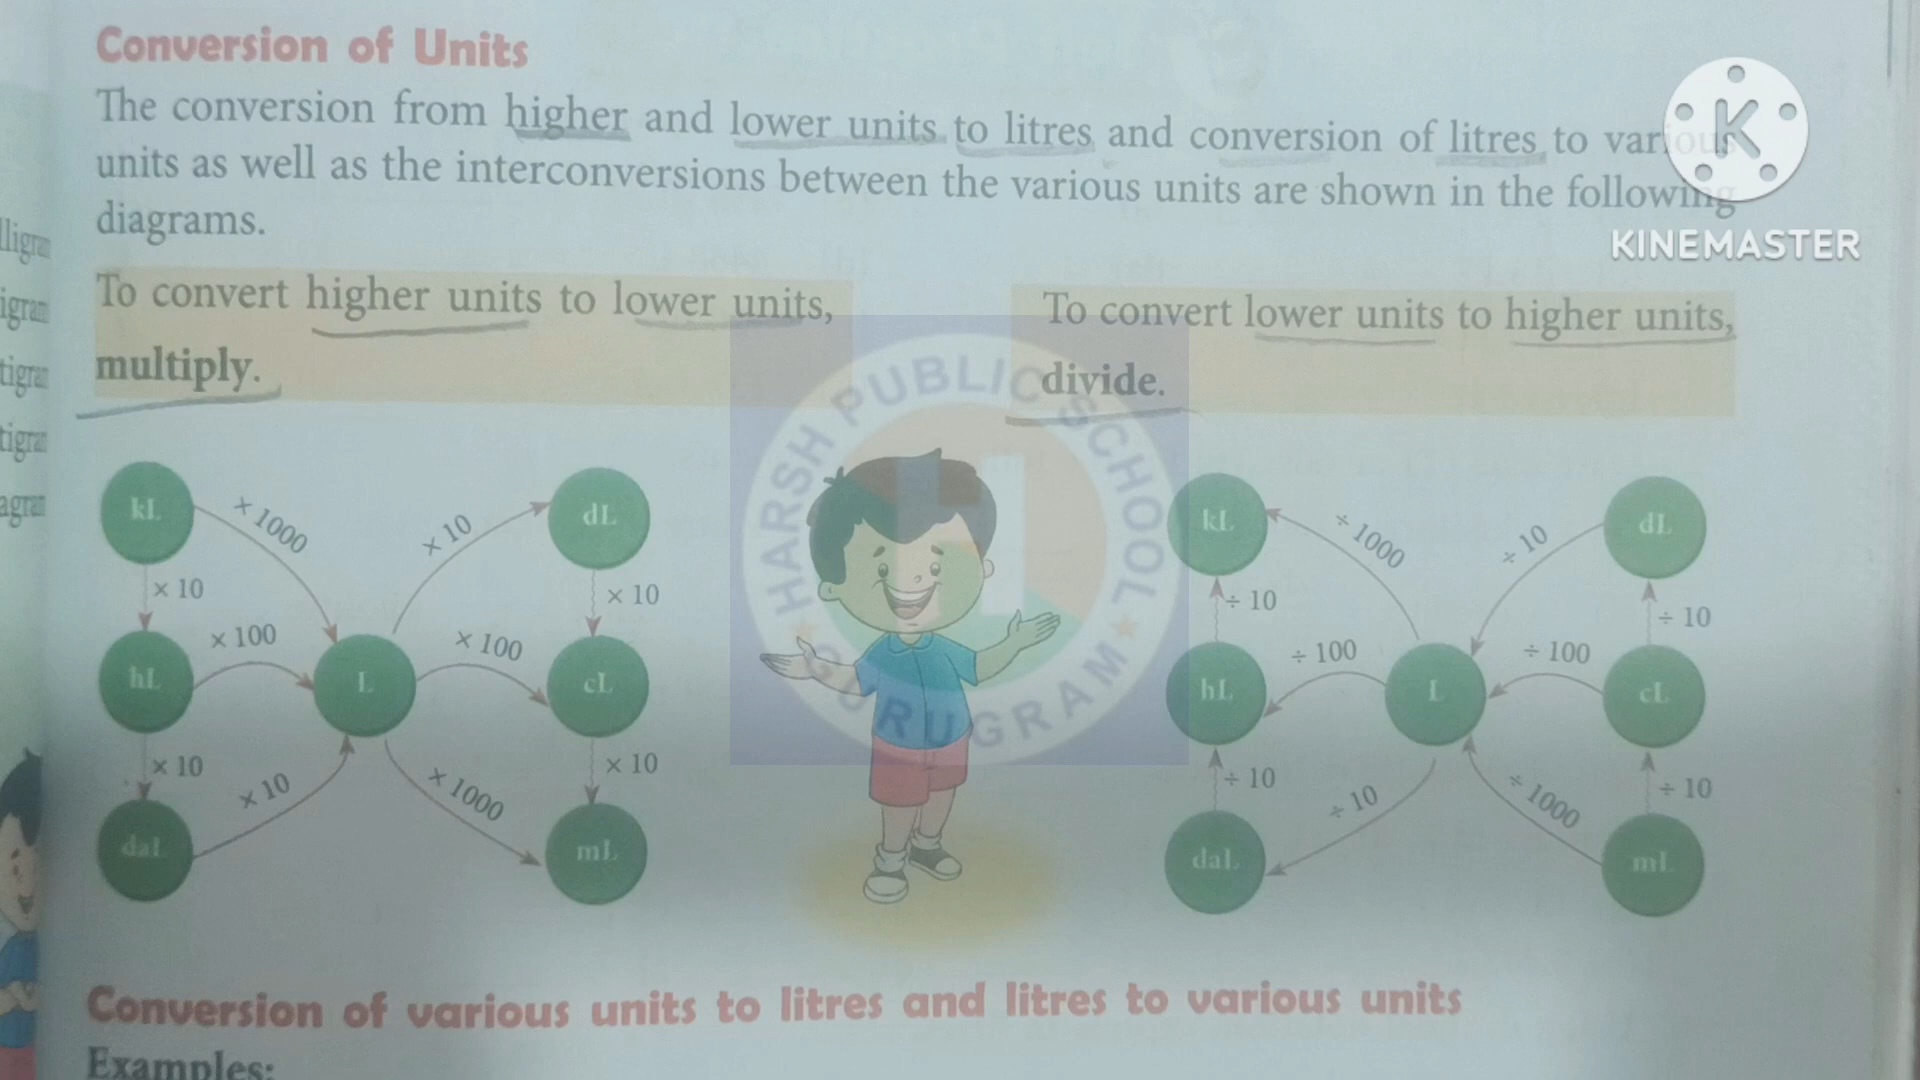 Conversion of Units
The conversion from higher and lower units to litres and conversion of litres to various
units as well as the interconversions between the various units are shown in the following
diagrams.
KINEMASTER
To convert higher units to lower units,
multiply.
To convert lower units to higher units,
divide.
kL
× 1000
× 10
dL
× 10
× 10
hL
× 100
L
× 100
cL
× 10
× 10
× 10
× 1000
daL
mL
HARSH PUBLIC SCHOOL
GURUGRAM
kL
÷ 1000
÷ 10
dL
÷ 10
÷ 10
hL
÷ 100
L
÷ 100
cL
÷ 10
÷ 10
÷ 10
÷ 1000
daL
mL
Conversion of various units to litres and litres to various units
Examples: